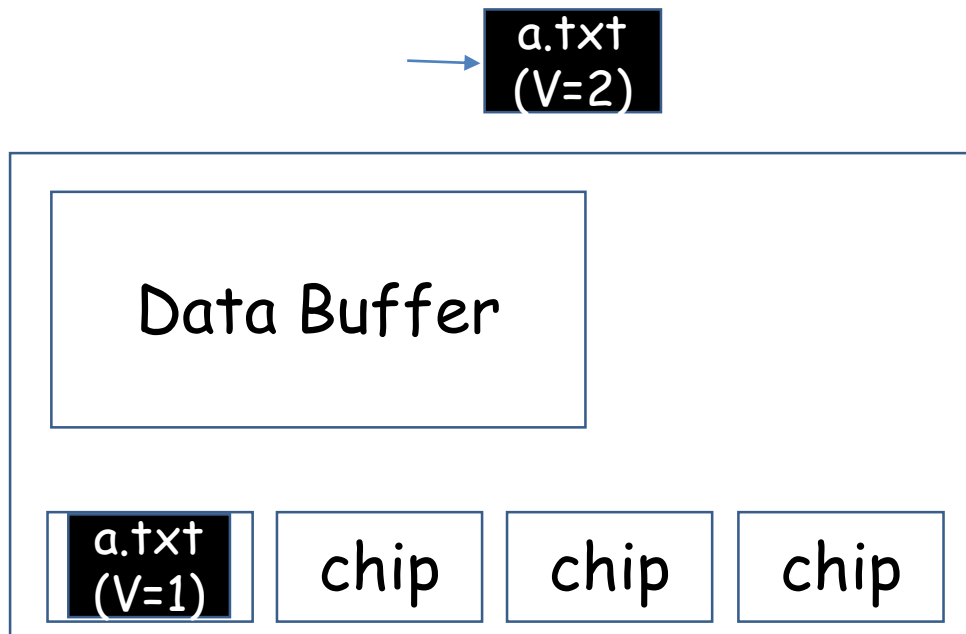 a.txt
(V=2)
Data Buffer
a.txt
(V=1)
chip
chip
chip